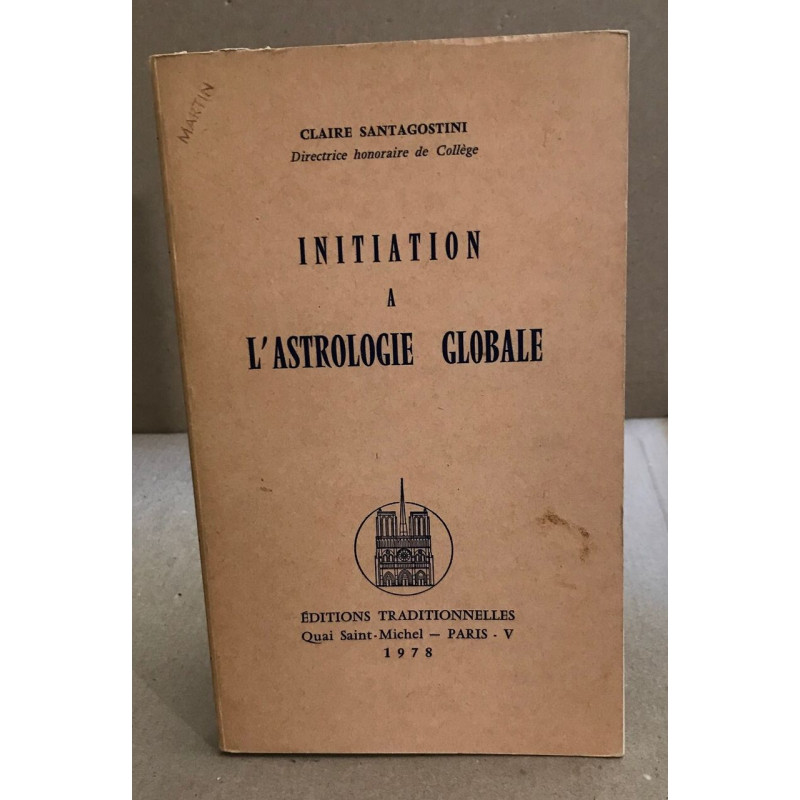 MARTIN
CLAIRE SANTAGOSTINI
Directrice honoraire de Collège
INITIATION
A
L'ASTROLOGIE GLOBALE
ÉDITIONS TRADITIONNELLES
Quai Saint-Michel — PARIS - V
1978